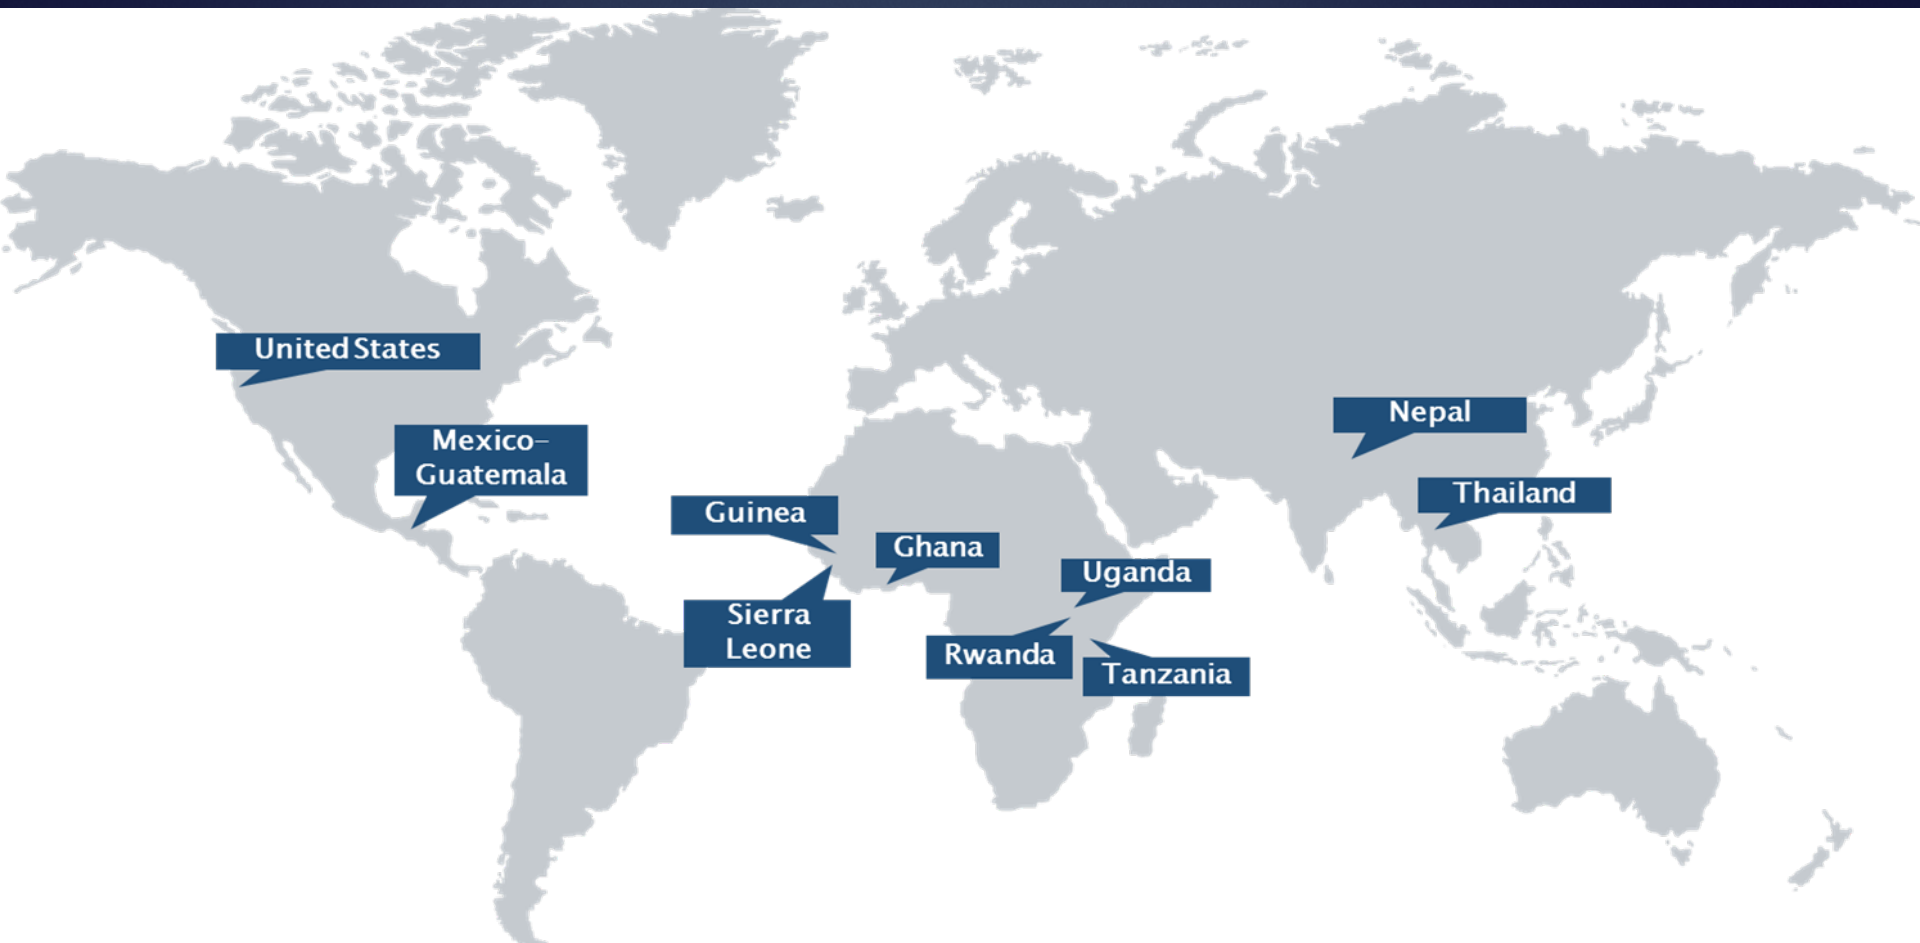 United States
Mexico–
Guatemala
Nepal
Thailand
Guinea
Ghana
Uganda
Sierra
Leone
Rwanda
Tanzania